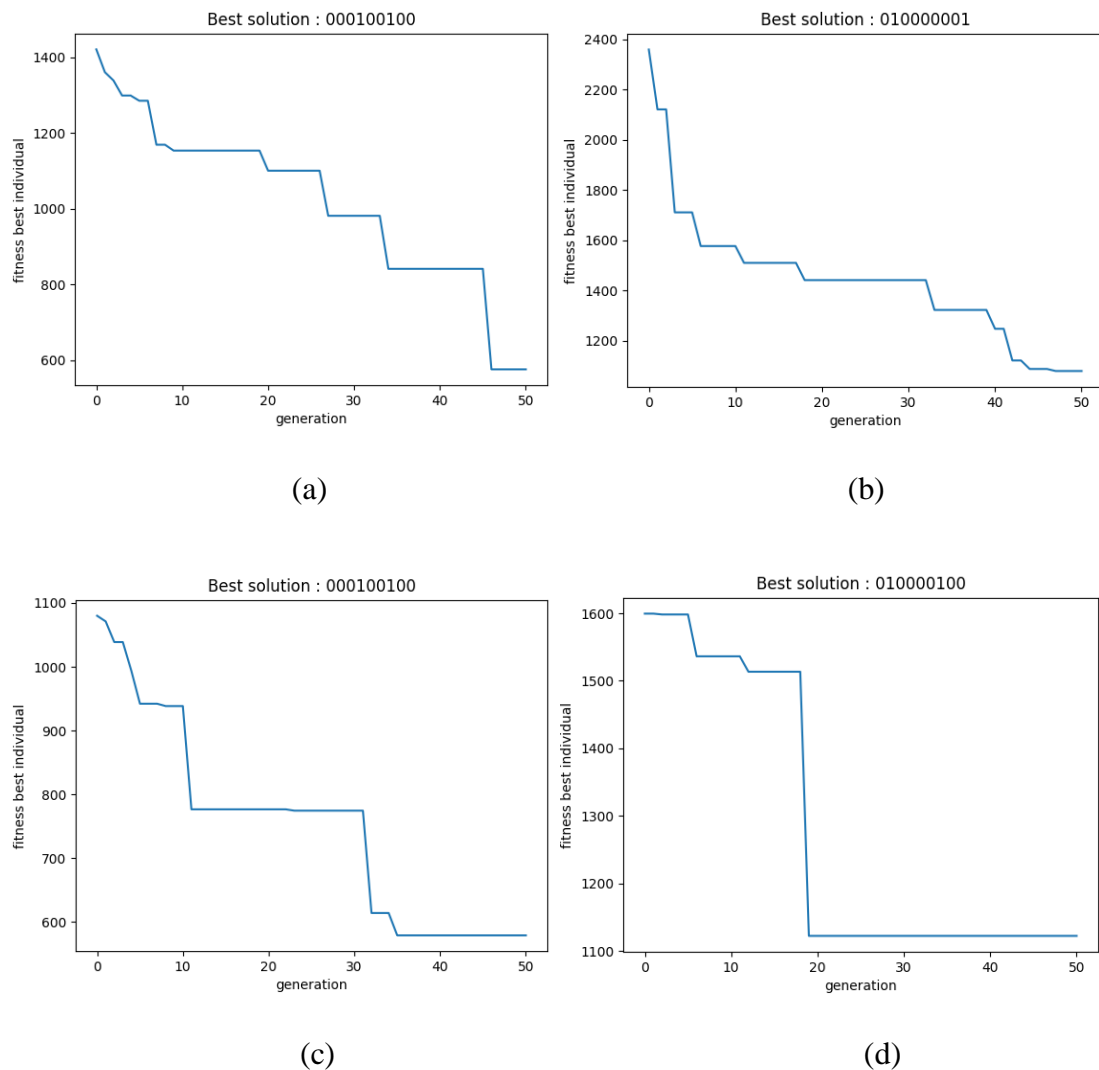 Best solution : 000100100
1400
1200
1000
800
600
fitness best individual
0 10 20 30 40 50
generation
(a)
Best solution : 010000001
2400
2200
2000
1800
1600
1400
1200
fitness best individual
0 10 20 30 40 50
generation
(b)
Best solution : 000100100
1100
1000
900
800
700
600
fitness best individual
0 10 20 30 40 50
generation
(c)
Best solution : 010000100
1600
1500
1400
1300
1200
1100
fitness best individual
0 10 20 30 40 50
generation
(d)